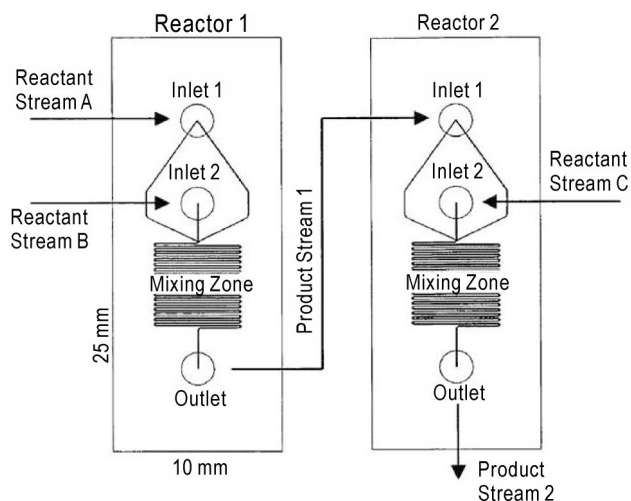 Reactor 1
Reactant
Stream A
Inlet 1
Inlet 2
Reactant
Stream B
Mixing Zone
25 mm
Outlet
10 mm
Product Stream 1
Reactor 2
Inlet 1
Inlet 2
Reactant
Stream C
Mixing Zone
Outlet
Product
Stream 2